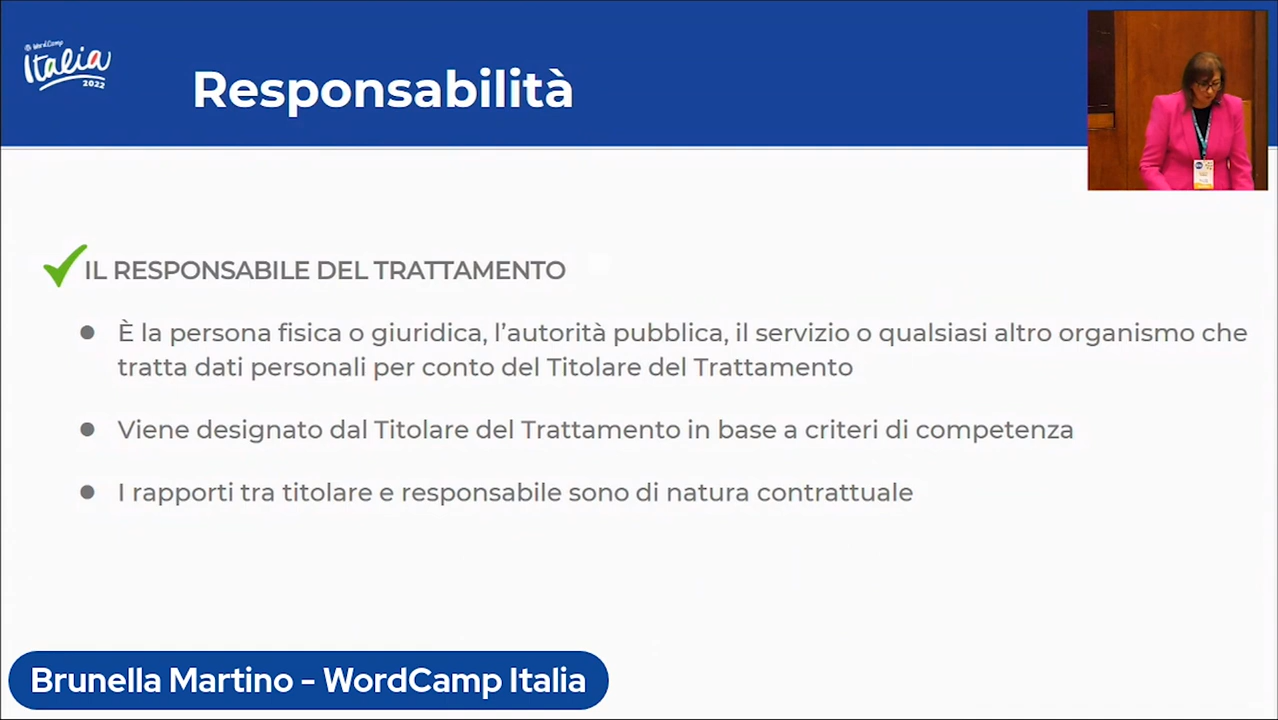 WordCamp
Italia
2022
Responsabilità
IL RESPONSABILE DEL TRATTAMENTO
È la persona fisica o giuridica, l’autorità pubblica, il servizio o qualsiasi altro organismo che
tratta dati personali per conto del Titolare del Trattamento
Viene designato dal Titolare del Trattamento in base a criteri di competenza
I rapporti tra titolare e responsabile sono di natura contrattuale
Brunella Martino - WordCamp Italia